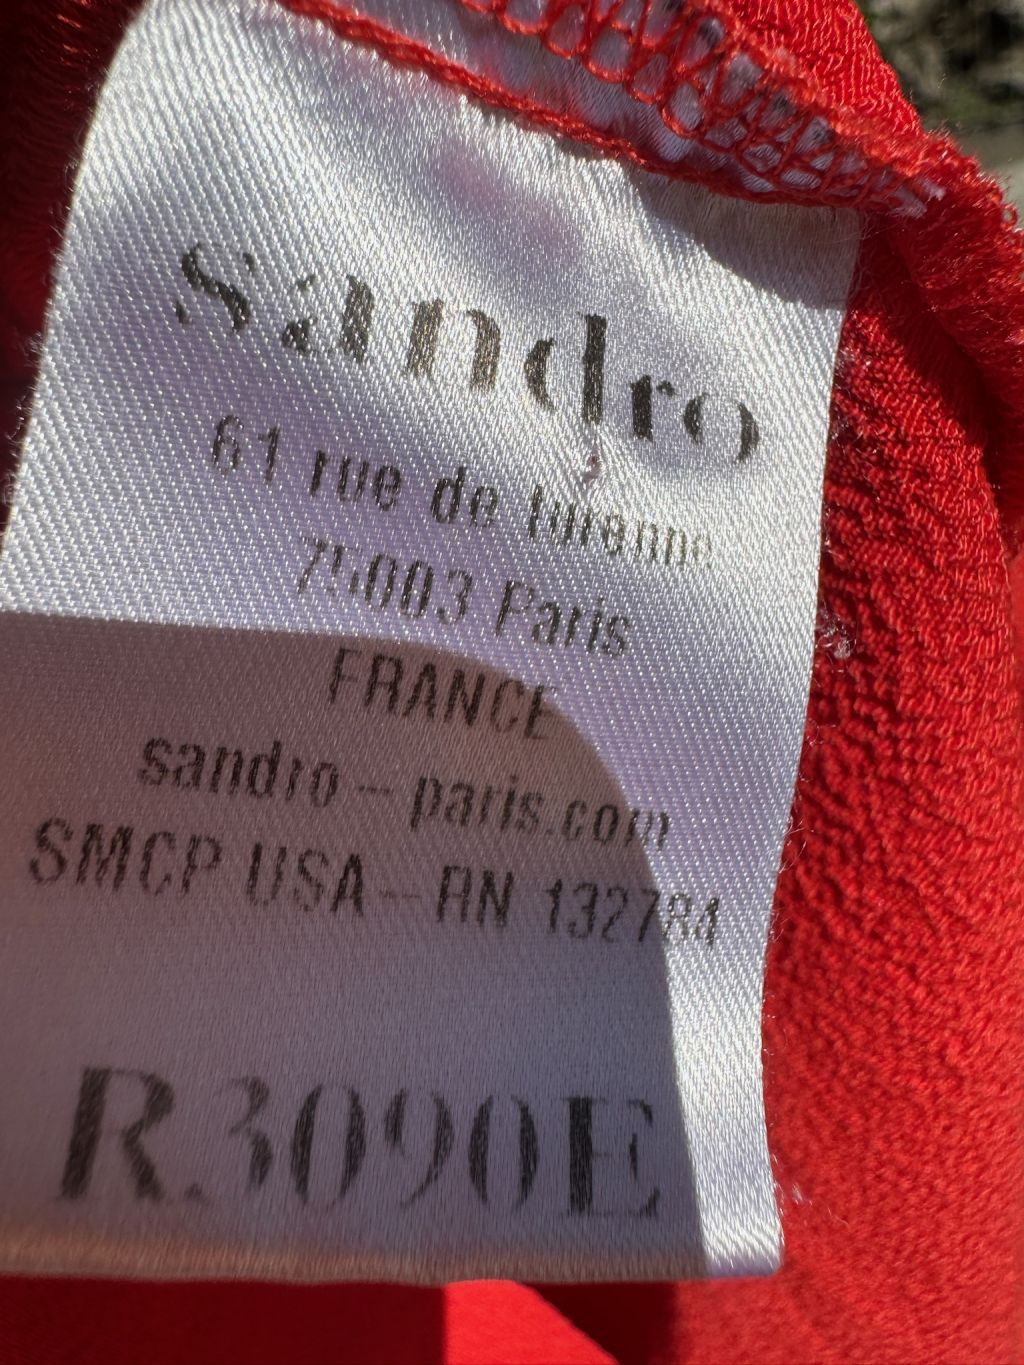 sandro
61 rue de turenne
75003 Paris
FRANCE
sandro - paris.com
SMCP USA - RN 132784
R3090E